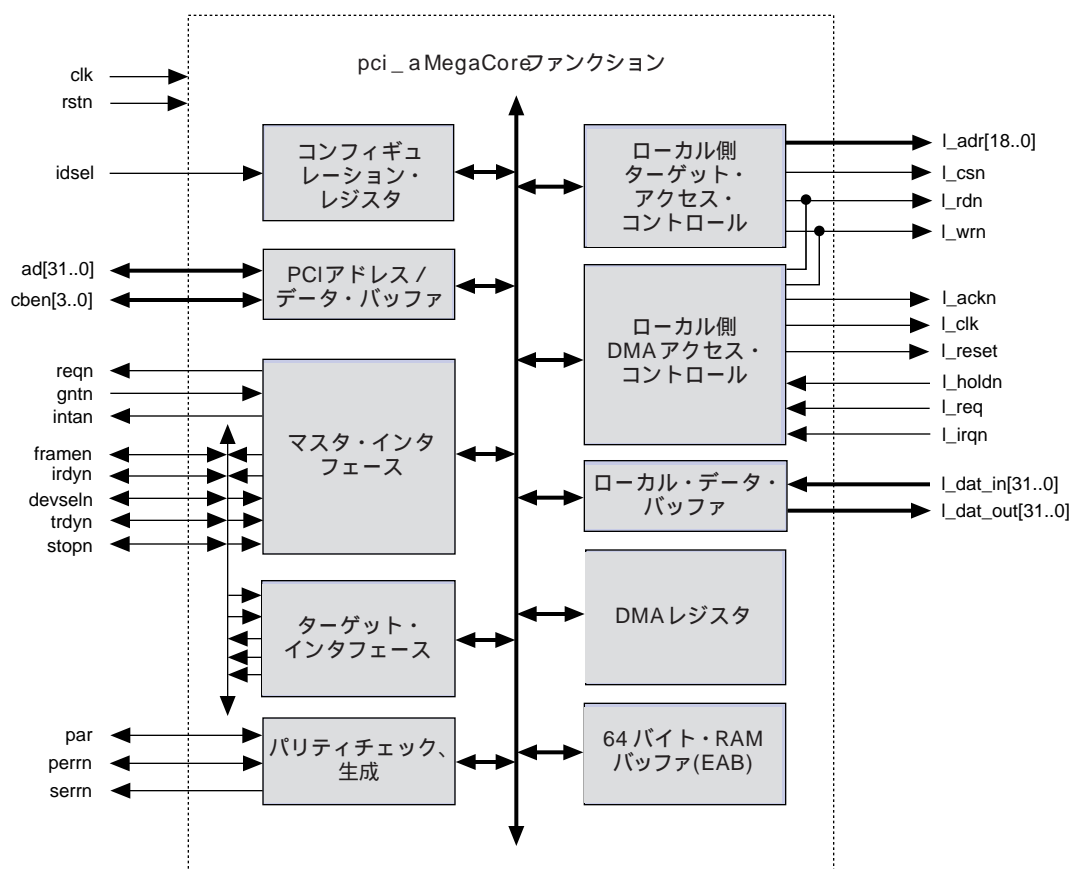 pci_aMegaCoreファンクション
clk
rstn
idsel
ad[31..0]
cben[3..0]
reqn
gntn
intan
framen
irdyn
devseln
trdyn
stopn
par
perrn
serrn
コンフィギュ
レーション・
レジスタ
PCIアドレス /
データ・バッファ
マスタ・インタ
フェース
ターゲット・
インタフェース
パリティチェック、
生成
ローカル側
ターゲット・
アクセス・
コントロール
ローカル側
DMAアクセス・
コントロール
ローカル・データ・
バッファ
DMAレジスタ
64 バイト・RAM
バッファ(EAB)
l_adr[18..0]
l_csn
l_rdn
l_wrn
l_ackn
l_clk
l_reset
l_holdn
l_req
l_irqn
l_dat_in[31..0]
l_dat_out[31..0]